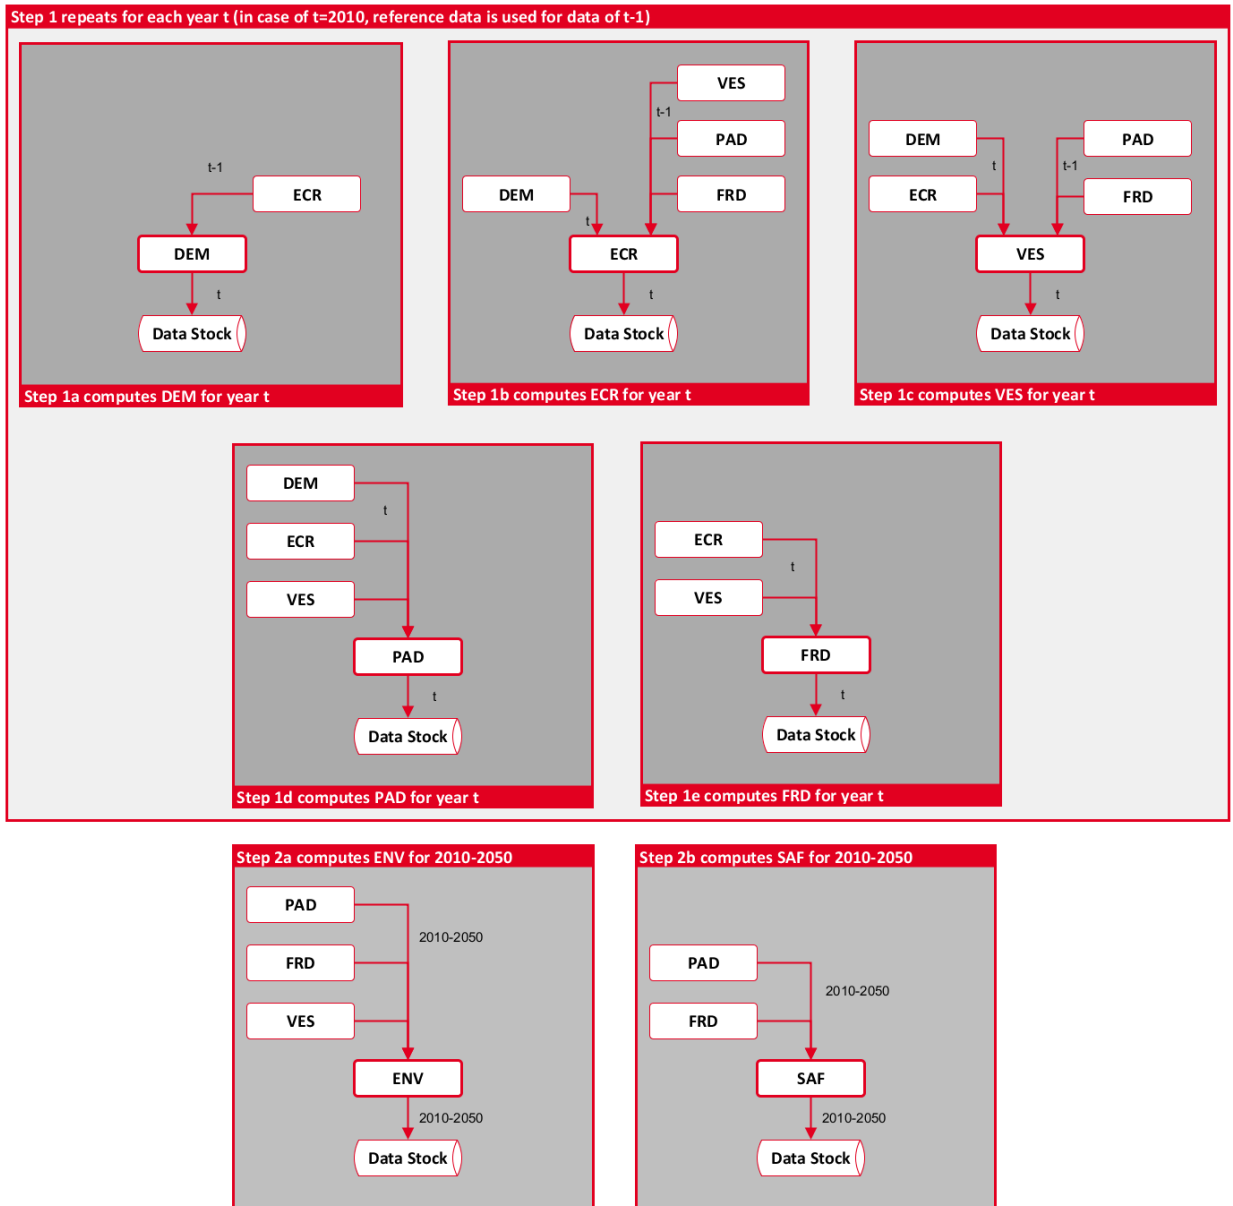 Step 1 repeats for each year t (in case of t=2010, reference data is used for data of t-1)
t-1
ECR
DEM
t
Data Stock
Step 1a computes DEM for year t
VES
t-1
PAD
DEM
FRD
t
ECR
t
Data Stock
Step 1b computes ECR for year t
DEM
PAD
t
t-1
ECR
FRD
VES
t
Data Stock
Step 1c computes VES for year t
DEM
t
ECR
VES
PAD
t
Data Stock
Step 1d computes PAD for year t
ECR
t
VES
FRD
t
Data Stock
Step 1e computes FRD for year t
Step 2a computes ENV for 2010-2050
PAD
2010-2050
FRD
VES
ENV
2010-2050
Data Stock
Step 2b computes SAF for 2010-2050
PAD
2010-2050
FRD
SAF
2010-2050
Data Stock